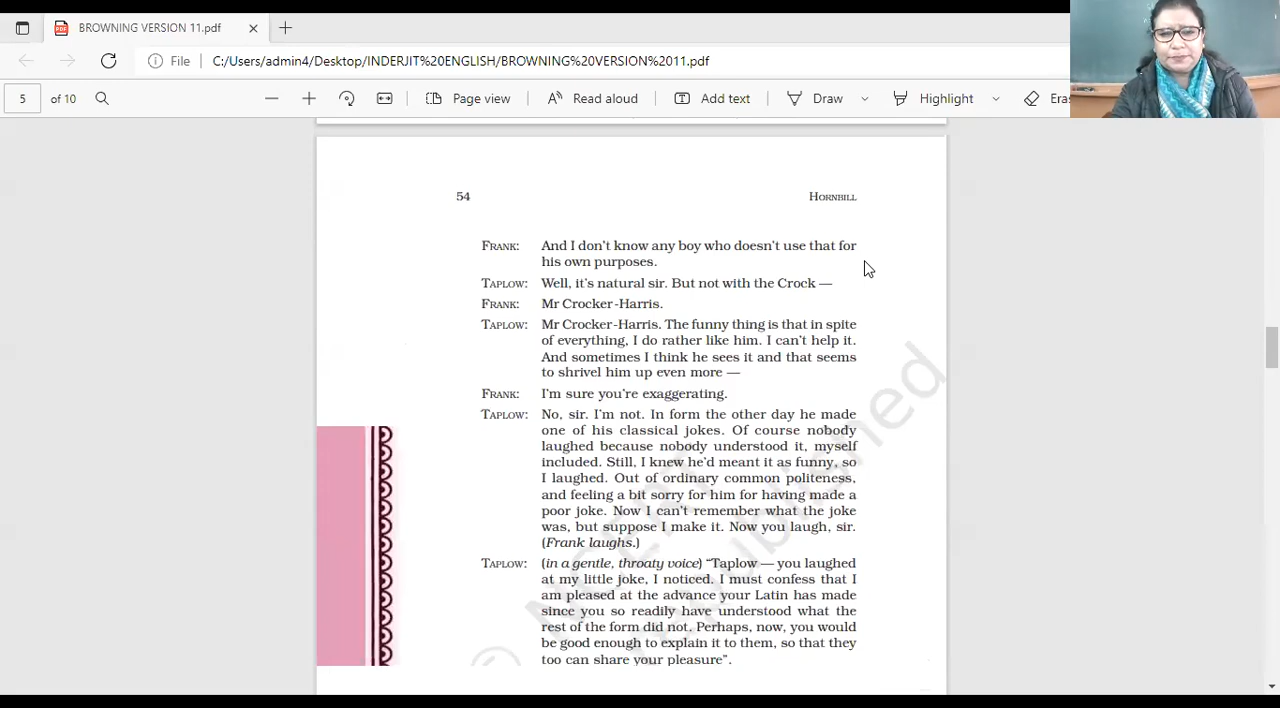 BROWNING VERSION 11.pdf
File C:/Users/admin4/Desktop/INDERJIT%20ENGLISH/BROWNING%20VERSION%2011.pdf
5 of 10 Page view Read aloud Add text Draw Highlight Eras
54 HORNBILL
FRANK: And I don't know any boy who doesn't use that for
his own purposes.
TAPLOW: Well, it's natural sir. But not with the Crock —
FRANK: Mr Crocker-Harris.
TAPLOW: Mr Crocker-Harris. The funny thing is that in spite
of everything, I do rather like him. I can't help it.
And sometimes I think he sees it and that seems
to shrivel him up even more —
FRANK: I'm sure you're exaggerating.
TAPLOW: No, sir. I'm not. In form the other day he made
one of his classical jokes. Of course nobody
laughed because nobody understood it, myself
included. Still, I knew he'd meant it as funny, so
I laughed. Out of ordinary common politeness,
and feeling a bit sorry for him for having made a
poor joke. Now I can't remember what the joke
was, but suppose I make it. Now you laugh, sir.
(Frank laughs.)
TAPLOW: (in a gentle, throaty voice) “Taplow — you laughed
at my little joke, I noticed. I must confess that I
am pleased at the advance your Latin has made
since you so readily have understood what the
rest of the form did not. Perhaps, now, you would
be good enough to explain it to them, so that they
too can share your pleasure”.